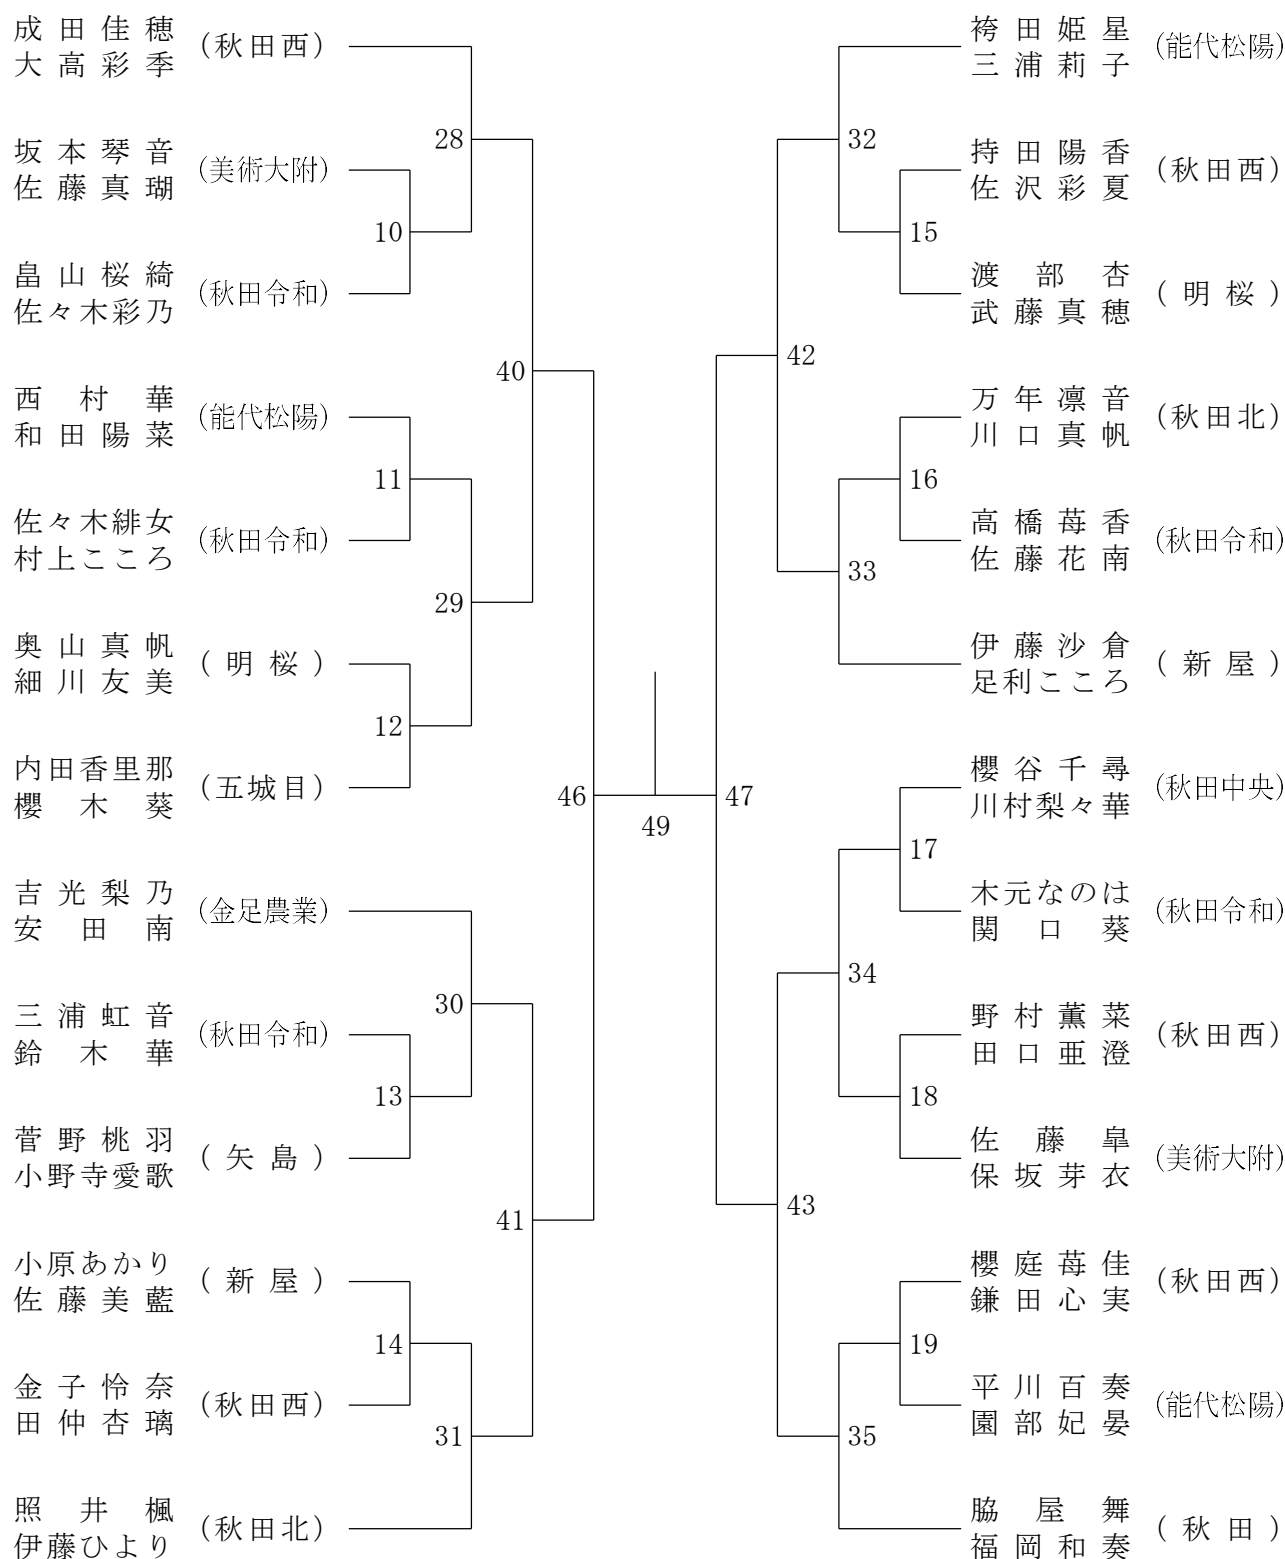 成田佳穂
大高彩季
(秋田西)
坂本琴音
佐藤真瑚
(美術大附)
畠山桜綺
佐々木彩乃
(秋田令和)
西村華
和田陽菜
(能代松陽)
佐々木緋女
村上こころ
(秋田令和)
奥山真帆
細川友美
(明桜)
内田香里那
櫻木葵
(五城目)
吉光梨乃
安田南
(金足農業)
三浦虹音
鈴木華
(秋田令和)
菅野桃羽
小野寺愛歌
(矢島)
小原あかり
佐藤美藍
(新屋)
金子怜奈
田仲杏璃
(秋田西)
照井楓
伊藤ひより
(秋田北)
10
11
12
13
14
28
29
30
31
40
41
46
49
47
42
43
32
33
34
35
15
16
17
18
19
袴田姫星
三浦莉子
(能代松陽)
持田陽香
佐沢彩夏
(秋田西)
渡部杏
武藤真穂
(明桜)
万年凛音
川口真帆
(秋田北)
高橋苺香
佐藤花南
(秋田令和)
伊藤沙倉
足利こころ
(新屋)
櫻谷千尋
川村梨々華
(秋田中央)
木元なのは
関口葵
(秋田令和)
野村薫菜
田口亜澄
(秋田西)
佐藤皐
保坂芽衣
(美術大附)
櫻庭苺佳
鎌田心実
(秋田西)
平川百奏
園部妃晏
(能代松陽)
脇屋舞
福岡和奏
(秋田)